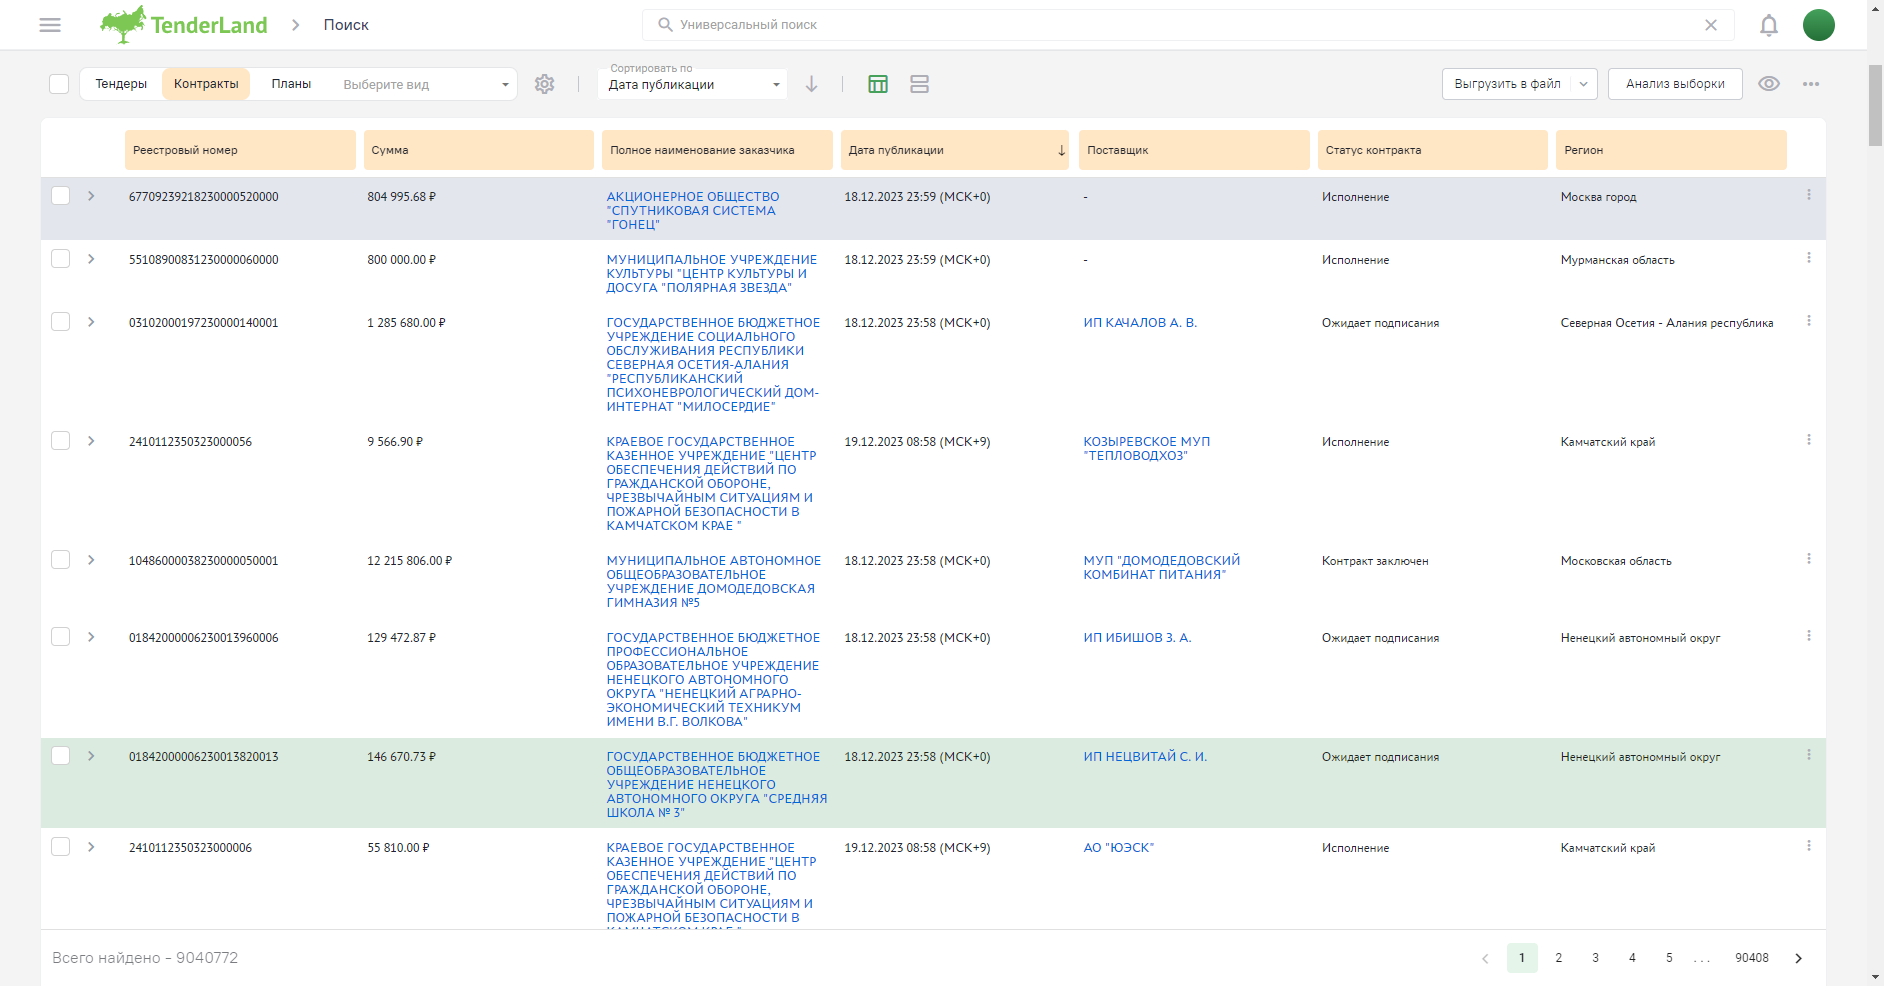 TenderLand
Поиск
Универсальный поиск
Тендеры
Контракты
Планы
Выберите вид
Сортировать по
Дата публикации
Выгрузить в файл
Анализ выборки
Реестровый номер
Сумма
Полное наименование заказчика
Дата публикации
Поставщик
Статус контракта
Регион
67709239218230000520000
804 995.68 ₽
АКЦИОНЕРНОЕ ОБЩЕСТВО
"СПУТНИКОВАЯ СИСТЕМА
"ГОНЕЦ"
18.12.2023 23:59 (МСК+0)
-
Исполнение
Москва город
55108900831230000060000
800 000.00 ₽
МУНИЦИПАЛЬНОЕ УЧРЕЖДЕНИЕ
КУЛЬТУРЫ "ЦЕНТР КУЛЬТУРЫ И
ДОСУГА "ПОЛЯРНАЯ ЗВЕЗДА"
18.12.2023 23:59 (МСК+0)
-
Исполнение
Мурманская область
03102000197230000140001
1 285 680.00 ₽
ГОСУДАРСТВЕННОЕ БЮДЖЕТНОЕ
УЧРЕЖДЕНИЕ СОЦИАЛЬНОГО
ОБСЛУЖИВАНИЯ РЕСПУБЛИКИ
СЕВЕРНАЯ ОСЕТИЯ-АЛАНИЯ
"РЕСПУБЛИКАНСКИЙ
ПСИХОНЕВРОЛОГИЧЕСКИЙ ДОМ-
ИНТЕРНАТ "МИЛОСЕРДИЕ"
18.12.2023 23:58 (МСК+0)
ИП КАЧАЛОВ А. В.
Ожидает подписания
Северная Осетия - Алания республика
2410112350323000056
9 566.90 ₽
КРАЕВОЕ ГОСУДАРСТВЕННОЕ
КАЗЕННОЕ УЧРЕЖДЕНИЕ "ЦЕНТР
ОБЕСПЕЧЕНИЯ ДЕЙСТВИЙ ПО
ГРАЖДАНСКОЙ ОБОРОНЕ,
ЧРЕЗВЫЧАЙНЫМ СИТУАЦИЯМ И
ПОЖАРНОЙ БЕЗОПАСНОСТИ В
КАМЧАТСКОМ КРАЕ "
19.12.2023 08:58 (МСК+9)
КОЗЫРЕВСКОЕ МУП
"ТЕПЛОВОДХОЗ"
Исполнение
Камчатский край
10486000038230000050001
12 215 806.00 ₽
МУНИЦИПАЛЬНОЕ АВТОНОМНОЕ
ОБЩЕОБРАЗОВАТЕЛЬНОЕ
УЧРЕЖДЕНИЕ ДОМОДЕДОВСКАЯ
ГИМНАЗИЯ №5
18.12.2023 23:58 (МСК+0)
МУП "ДОМОДЕДОВСКИЙ
КОМБИНАТ ПИТАНИЯ"
Контракт заключен
Московская область
01842000006230013960006
129 472.87 ₽
ГОСУДАРСТВЕННОЕ БЮДЖЕТНОЕ
ПРОФЕССИОНАЛЬНОЕ
ОБРАЗОВАТЕЛЬНОЕ УЧРЕЖДЕНИЕ
НЕНЕЦКОГО АВТОНОМНОГО
ОКРУГА "НЕНЕЦКИЙ АГРАРНО-
ЭКОНОМИЧЕСКИЙ ТЕХНИКУМ
ИМЕНИ В.Г. ВОЛКОВА"
18.12.2023 23:58 (МСК+0)
ИП ИБИШОВ З. А.
Ожидает подписания
Ненецкий автономный округ
01842000006230013820013
146 670.73 ₽
ГОСУДАРСТВЕННОЕ БЮДЖЕТНОЕ
ОБЩЕОБРАЗОВАТЕЛЬНОЕ
УЧРЕЖДЕНИЕ НЕНЕЦКОГО
АВТОНОМНОГО ОКРУГА "СРЕДНЯЯ
ШКОЛА № 3"
18.12.2023 23:58 (МСК+0)
ИП НЕЦВИТАЙ С. И.
Ожидает подписания
Ненецкий автономный округ
2410112350323000006
55 810.00 ₽
КРАЕВОЕ ГОСУДАРСТВЕННОЕ
КАЗЕННОЕ УЧРЕЖДЕНИЕ "ЦЕНТР
ОБЕСПЕЧЕНИЯ ДЕЙСТВИЙ ПО
ГРАЖДАНСКОЙ ОБОРОНЕ,
ЧРЕЗВЫЧАЙНЫМ СИТУАЦИЯМ И
ПОЖАРНОЙ БЕЗОПАСНОСТИ В
19.12.2023 08:58 (МСК+9)
АО "ЮЭСК"
Исполнение
Камчатский край
Всего найдено - 9040772
1 2 3 4 5 ... 90408